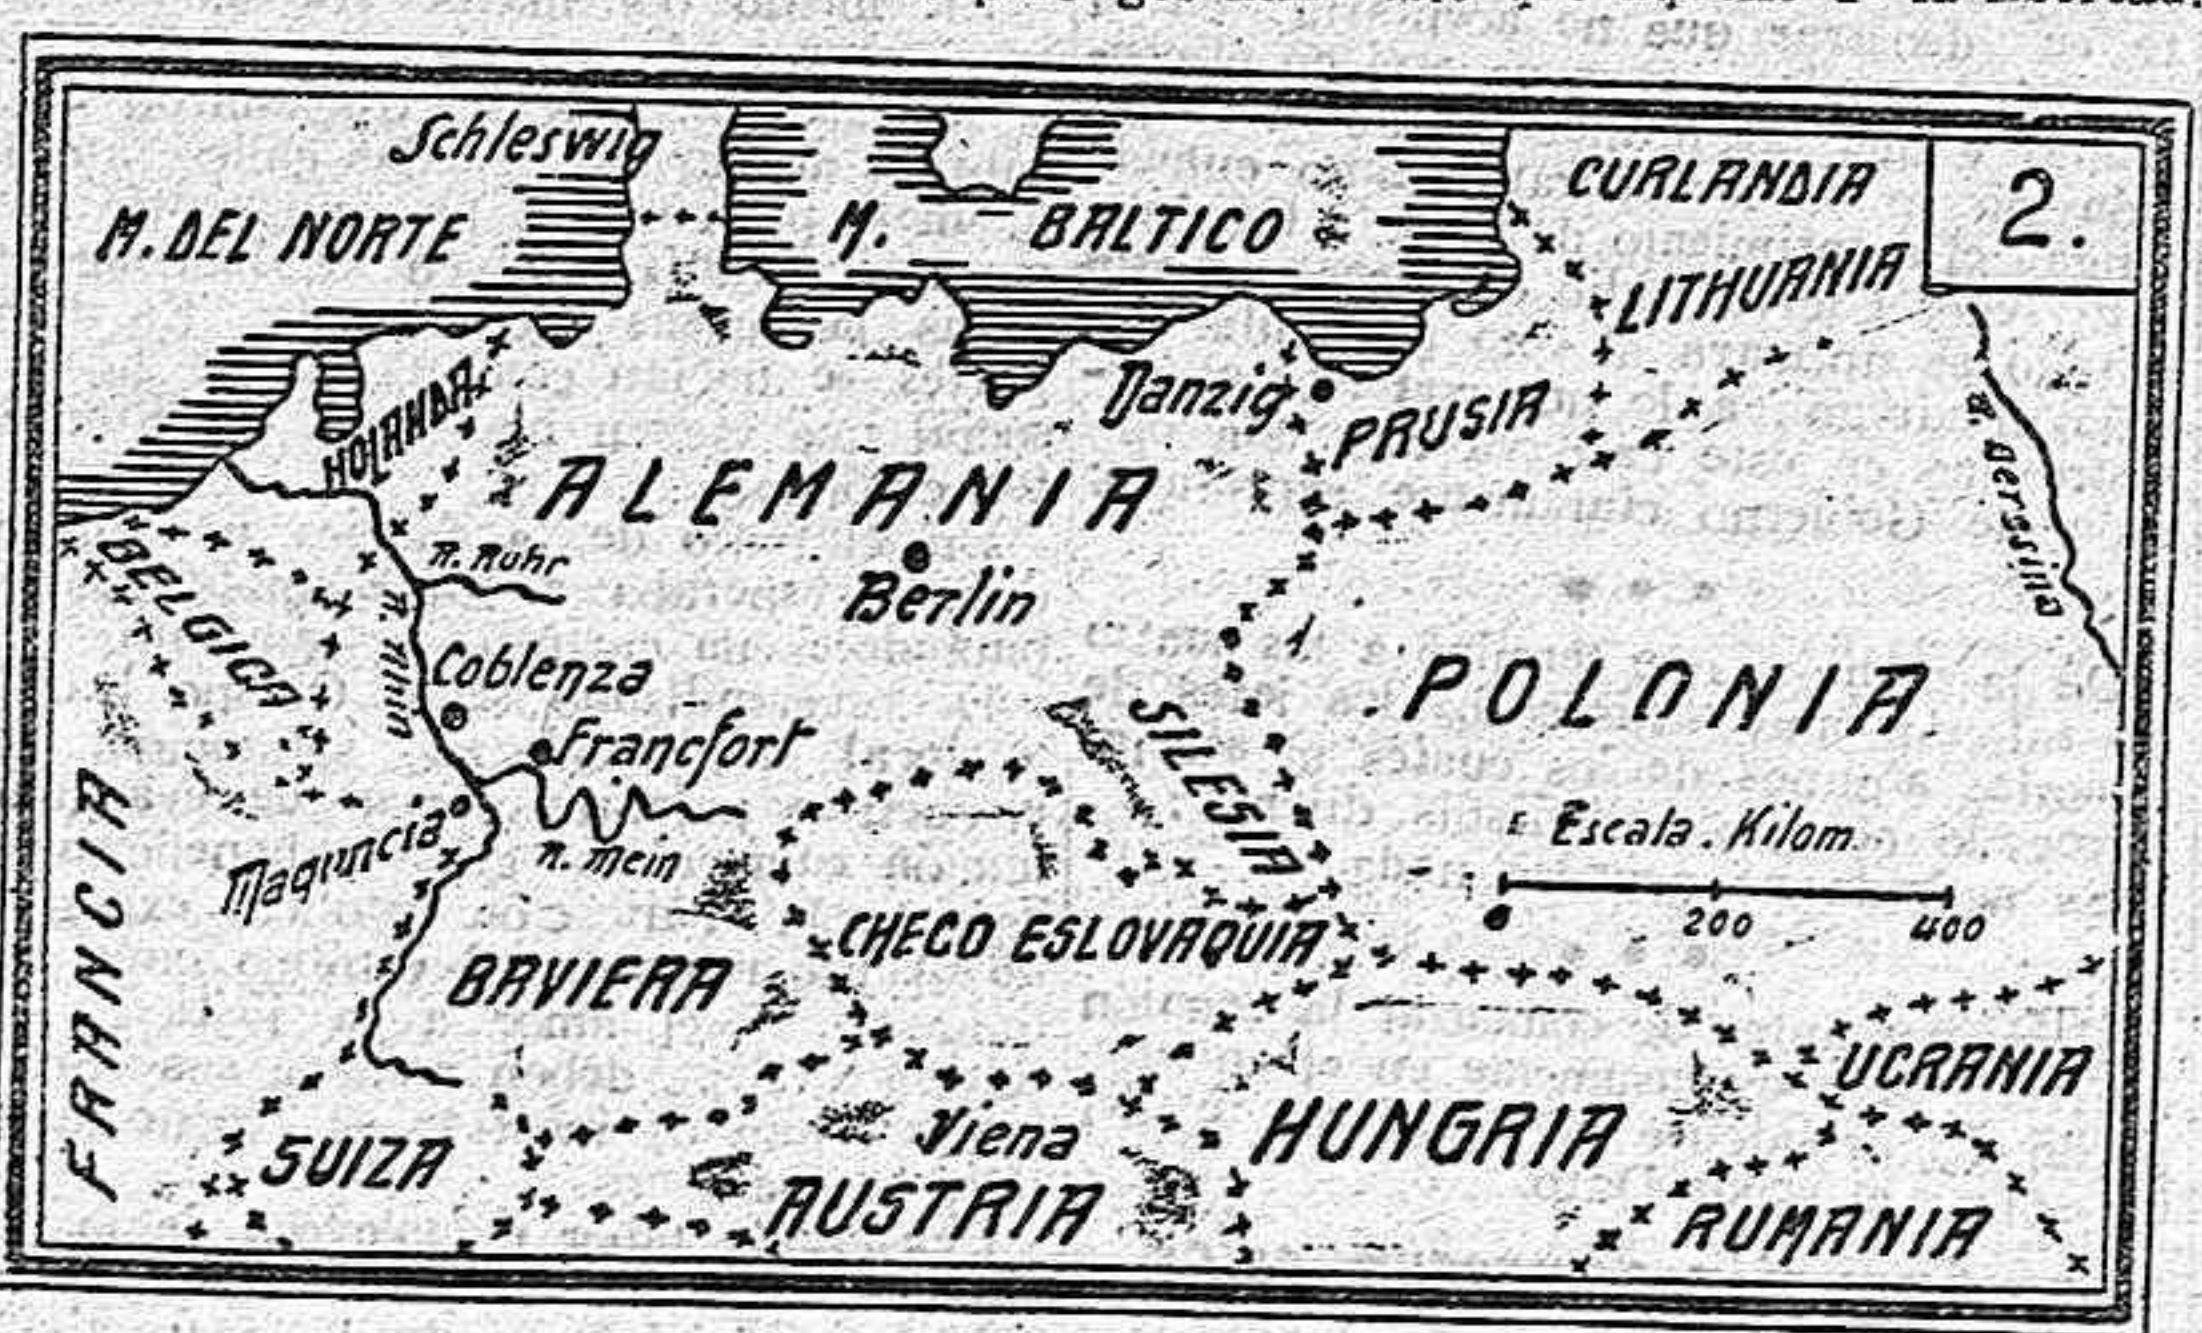 Schleswig
M. DEL NORTE
M. BALTICO
CURLANDIA
2.
LITHUANIA
HOLANDA
Danzig
PRUSIA
ALEMANIA
R. Ruhr
Berlin
BELGICA
R. Rhin
Coblenza
Francfort
SILESIA
POLONIA
Escala. Kilom.
0 200 400
FRANCIA
Maguncia
R. Mein
BAVIERA
CHECO ESLOVAQUIA
UCRANIA
Viena
HUNGRIA
SUIZA
AUSTRIA
RUMANIA